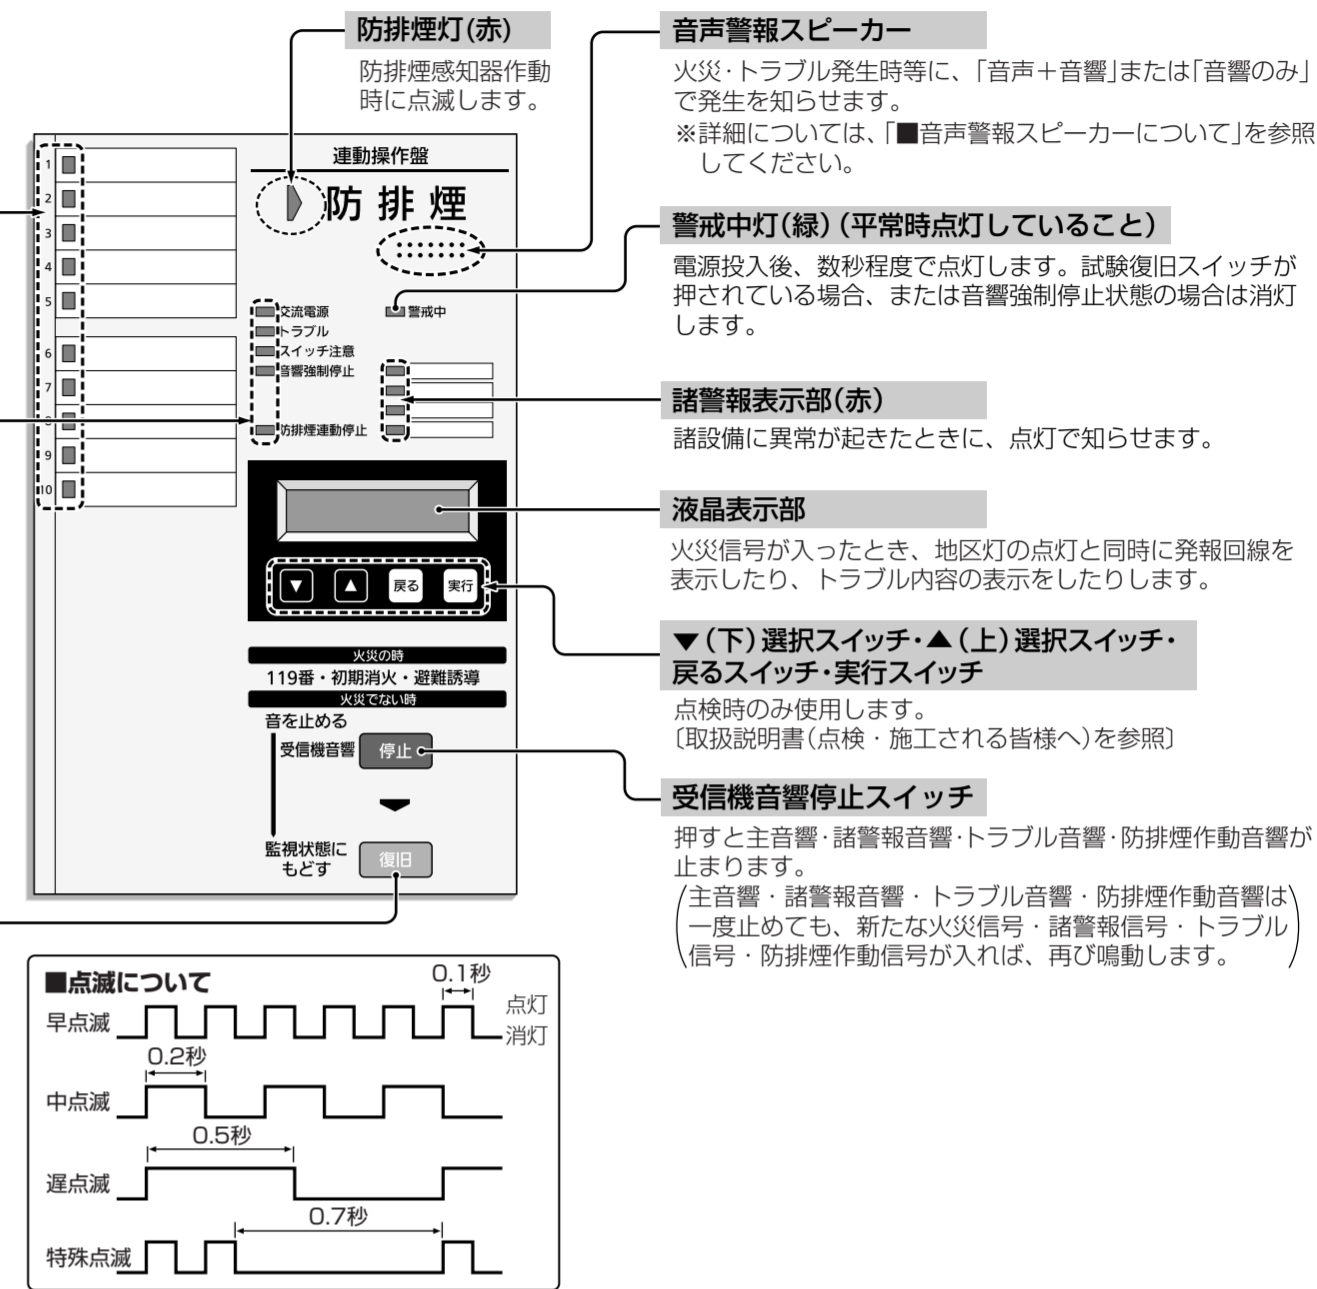 防排煙灯(赤)
防排煙感知器作動
時に点滅します。
音声警報スピーカー
火災・トラブル発生時等に、「音声＋音響」または「音響のみ」
で発生を知らせます。
※詳細については、「■音声警報スピーカーについて」を参照
してください。
警戒中灯(緑)(平常時点灯していること)
電源投入後、数秒程度で点灯します。試験復旧スイッチが
押されている場合、または音響強制停止状態の場合は消灯
します。
諸警報表示部(赤)
諸設備に異常が起きたときに、点灯で知らせます。
液晶表示部
火災信号が入ったとき、地区灯の点灯と同時に発報回線を
表示したり、トラブル内容の表示をしたりします。
▼(下)選択スイッチ・▲(上)選択スイッチ・
戻るスイッチ・実行スイッチ
点検時のみ使用します。
〔取扱説明書(点検・施工される皆様へ)を参照〕
受信機音響停止スイッチ
押すと主音響・諸警報音響・トラブル音響・防排煙作動音響が
止まります。
(主音響・諸警報音響・トラブル音響・防排煙作動音響は
一度止めても、新たな火災信号・諸警報信号・トラブル
信号・防排煙作動信号が入れば、再び鳴動します。)
1
2
3
4
5
6
7
8
9
10
連動操作盤
防排煙
交流電源
警戒中
トラブル
スイッチ注意
音響強制停止
防排煙連動停止
▼ ▲ 戻る 実行
火災の時
119番・初期消火・避難誘導
火災でない時
音を止める
受信機音響 停止
監視状態に
もどす
復旧
■点滅について
早点滅
0.1秒
点灯
消灯
中点滅
0.2秒
遅点滅
0.5秒
特殊点滅
0.7秒